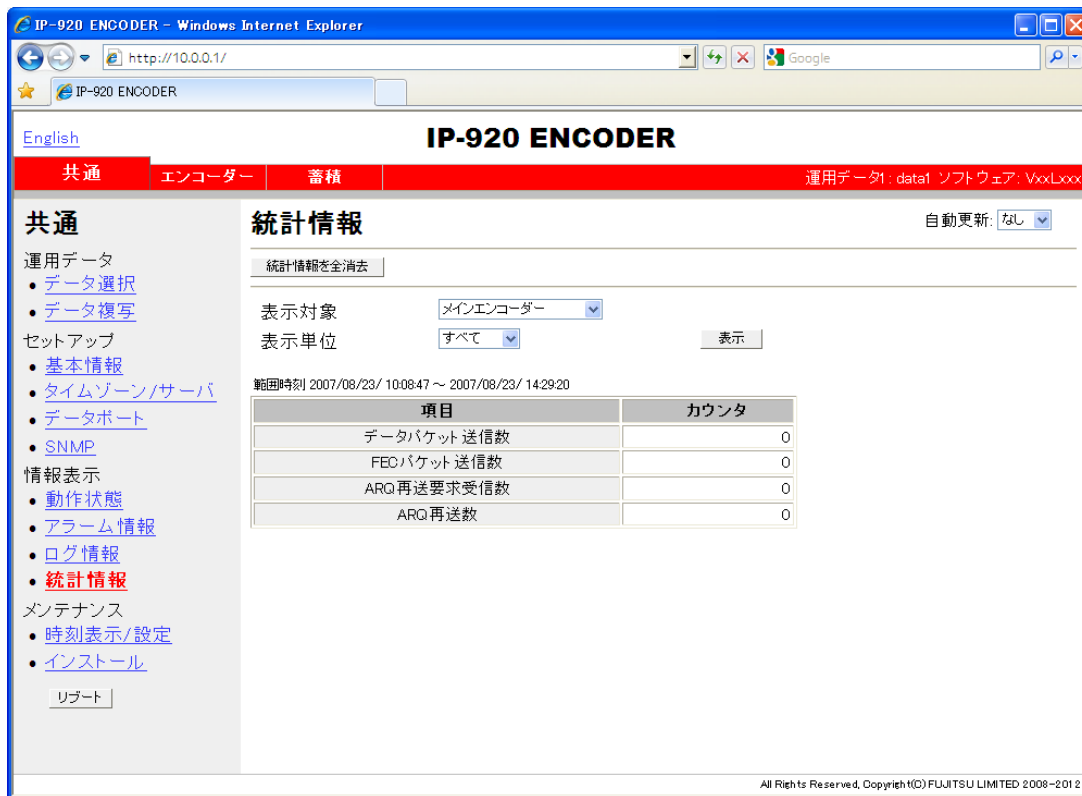 IP-920 ENCODER - Windows Internet Explorer
http://10.0.0.1/
Google
IP-920 ENCODER
English
IP-920 ENCODER
共通
エンコーダー
蓄積
運用データ1: data1 ソフトウェア: VxxLxxx
共通
統計情報
自動更新: なし
運用データ
データ選択
データ複写
セットアップ
基本情報
タイムゾーン/サーバ
データポート
SNMP
情報表示
動作状態
アラーム情報
ログ情報
統計情報
メンテナンス
時刻表示/設定
インストール
リブート
統計情報を全消去
表示対象 メインエンコーダー
表示単位 すべて 表示
範囲時刻 2007/08/23/ 10:08:47 ～ 2007/08/23/ 14:29:20
項目 カウンタ
データパケット送信数 0
FECパケット送信数 0
ARQ再送要求受信数 0
ARQ再送数 0
All Rights Reserved, Copyright(C) FUJITSU LIMITED 2008-2012